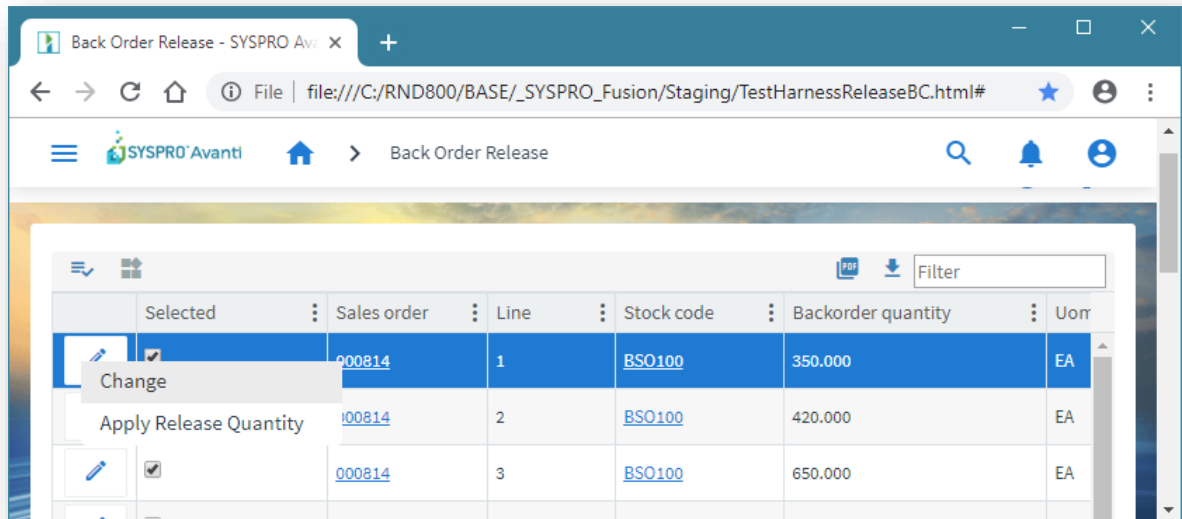 Back Order Release - SYSPRO Ava
File file:///C:/RND800/BASE/_SYSPRO_Fusion/Staging/TestHarnessReleaseBC.html#
SYSPRO Avanti Back Order Release
PDF Filter
Selected Sales order Line Stock code Backorder quantity Uom
000814 1 BSO100 350.000 EA
Change
Apply Release Quantity 000814 2 BSO100 420.000 EA
000814 3 BSO100 650.000 EA